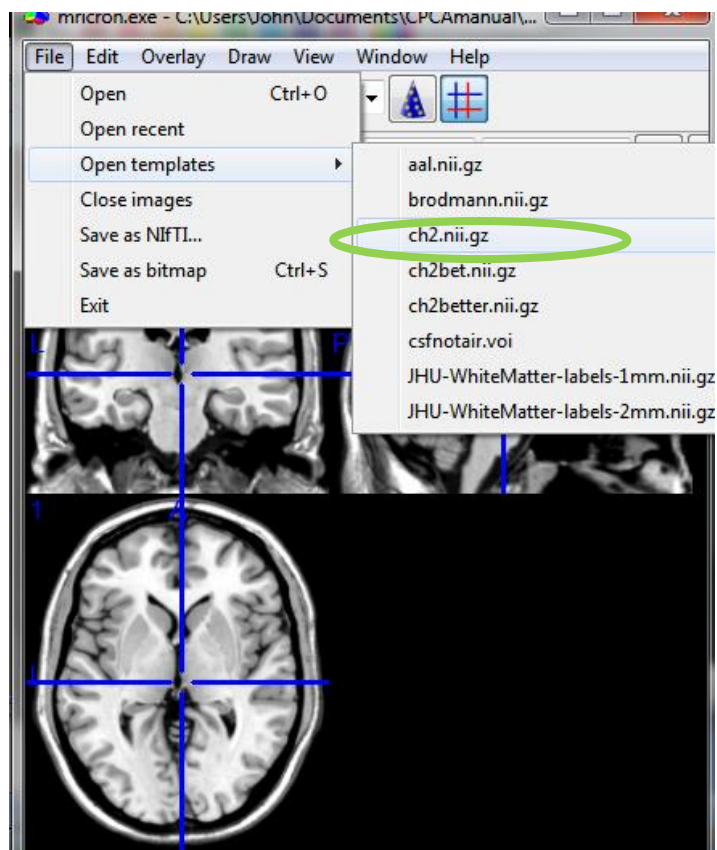 mricron.exe - C:\Users\John\Documents\CPCAmanual\...
File Edit Overlay Draw View Window Help
Open Ctrl+O
Open recent
Open templates
Close images
Save as NIfTI...
Save as bitmap Ctrl+S
Exit
aal.nii.gz
brodmann.nii.gz
ch2.nii.gz
ch2bet.nii.gz
ch2better.nii.gz
csfnotair.voi
JHU-WhiteMatter-labels-1mm.nii.gz
JHU-WhiteMatter-labels-2mm.nii.gz
L P
1 A
L